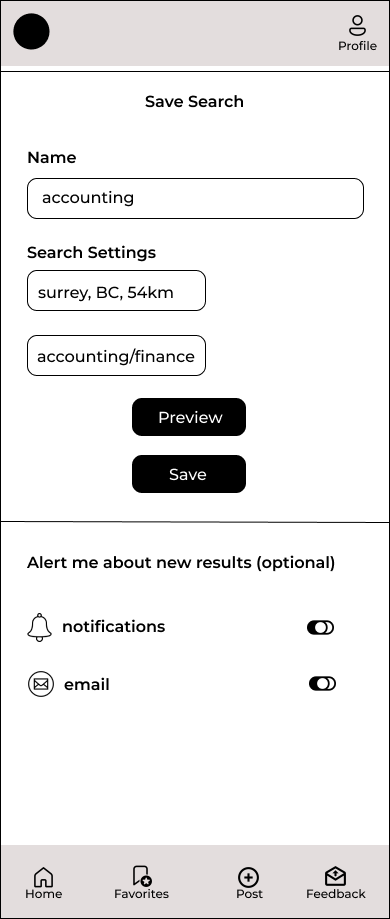 Profile
Save Search
Name
accounting
Search Settings
surrey, BC, 54km
accounting/finance
Preview
Save
Alert me about new results (optional)
notifications
email
Home Favorites Post Feedback